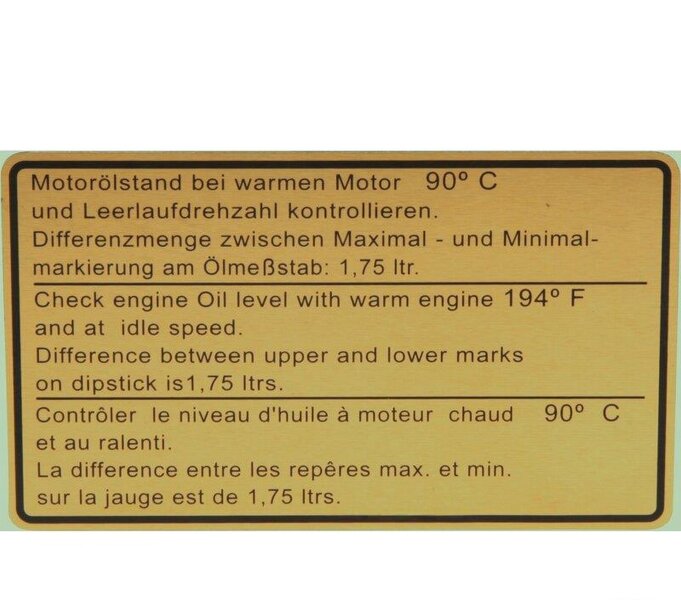 Motorölstand bei warmen Motor 90º C
und Leerlaufdrehzahl kontrollieren.
Differenzmenge zwischen Maximal - und Minimal-
markierung am Ölmeßstab: 1,75 ltr.
Check engine Oil level with warm engine 194º F
and at idle speed.
Difference between upper and lower marks
on dipstick is1,75 ltrs.
Contrôler le niveau d'huile à moteur chaud 90º C
et au ralenti.
La difference entre les repêres max. et min.
sur la jauge est de 1,75 ltrs.